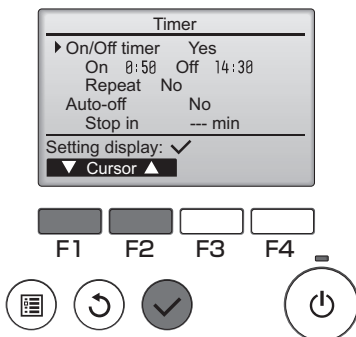 Timer
On/Off timer Yes
On 8:50 Off 14:30
Repeat No
Auto-off No
Stop in --- min
Setting display: ✓
▼ Cursor ▲
F1 F2 F3 F4